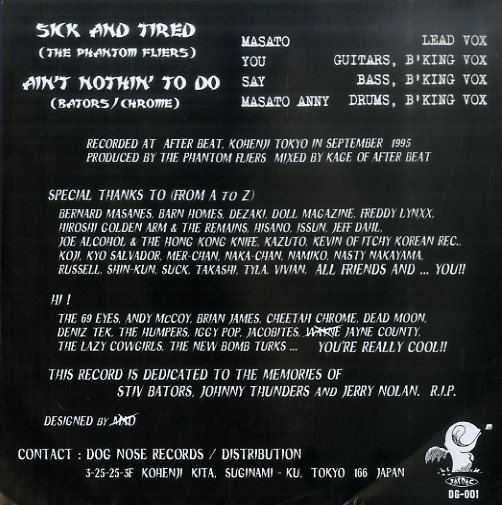 SICK AND TIRED
(THE PHANTOM FLIERS)
AIN'T NOTHIN' TO DO
(BATORS/CHROME)
MASATO LEAD VOX
YOU GUITARS, B'KING VOX
SAY BASS, B'KING VOX
MASATO ANNY DRUMS, B'KING VOX
RECORDED AT AFTER BEAT, KOHENJI TOKYO IN SEPTEMBER 1995
PRODUCED BY THE PHANTOM FLIERS MIXED BY KAGE OF AFTER BEAT
SPECIAL THANKS TO (FROM A TO Z)
BERNARD MASANES, BARN HOMES, DEZAKI, DOLL MAGAZINE, FREDDY LYNXX,
HIROSHI GOLDEN ARM & THE REMAINS, HISANO, ISSUN, JEFF DAHL,
JOE ALCOHOL & THE HONG KONG KNIFE, KAZUTO, KEVIN OF ITCHY KOREAN REC.,
KOJI, KYO SALVADOR, MER-CHAN, NAKA-CHAN, NAMIKO, NASTY NAKAYAMA,
RUSSELL, SHIN-KUN, SUCK, TAKASHI, TYLA, VIVIAN, ALL FRIENDS AND ... YOU!!
HI !
THE 69 EYES, ANDY McCOY, BRIAN JAMES, CHEETAH CHROME, DEAD MOON,
DENIZ TEK, THE HUMPERS, IGGY POP, JACOBITES, JAYNE COUNTY,
THE LAZY COWGIRLS, THE NEW BOMB TURKS ... YOU'RE REALLY COOL!!
THIS RECORD IS DEDICATED TO THE MEMORIES OF
STIV BATORS, JOHNNY THUNDERS AND JERRY NOLAN. R.I.P.
DESIGNED BY
CONTACT : DOG NOSE RECORDS / DISTRIBUTION
3-25-25-3F KOHENJI KITA, SUGINAMI - KU, TOKYO 166 JAPAN
DG-001